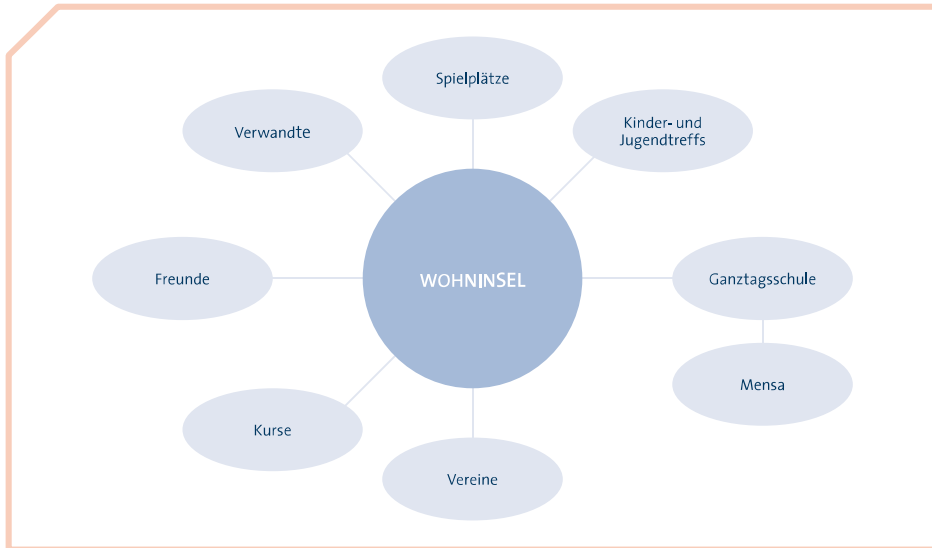 Spielplätze
Verwandte
Kinder- und
Jugendtreffs
Freunde
WOHNINSEL
Ganztagsschule
Mensa
Kurse
Vereine